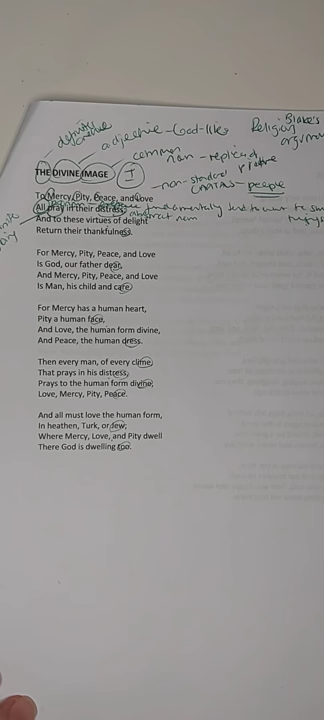 Blake's
definite Religious
adjective - God-like
common
noun - replica of
THE DIVINE IMAGE I
non-standard
CAPITALS - people
To Mercy, Pity, Peace, and Love
All pray in their distress;
abstract noun
And to these virtues of delight
Return their thankfulness.
For Mercy, Pity, Peace, and Love
Is God, our father dear,
And Mercy, Pity, Peace, and Love
Is Man, his child and care.
For Mercy has a human heart,
Pity a human face,
And Love, the human form divine,
And Peace, the human dress.
Then every man, of every clime,
That prays in his distress,
Prays to the human form divine,
Love, Mercy, Pity, Peace.
And all must love the human form,
In heathen, Turk, or Jew;
Where Mercy, Love, and Pity dwell
There God is dwelling too.